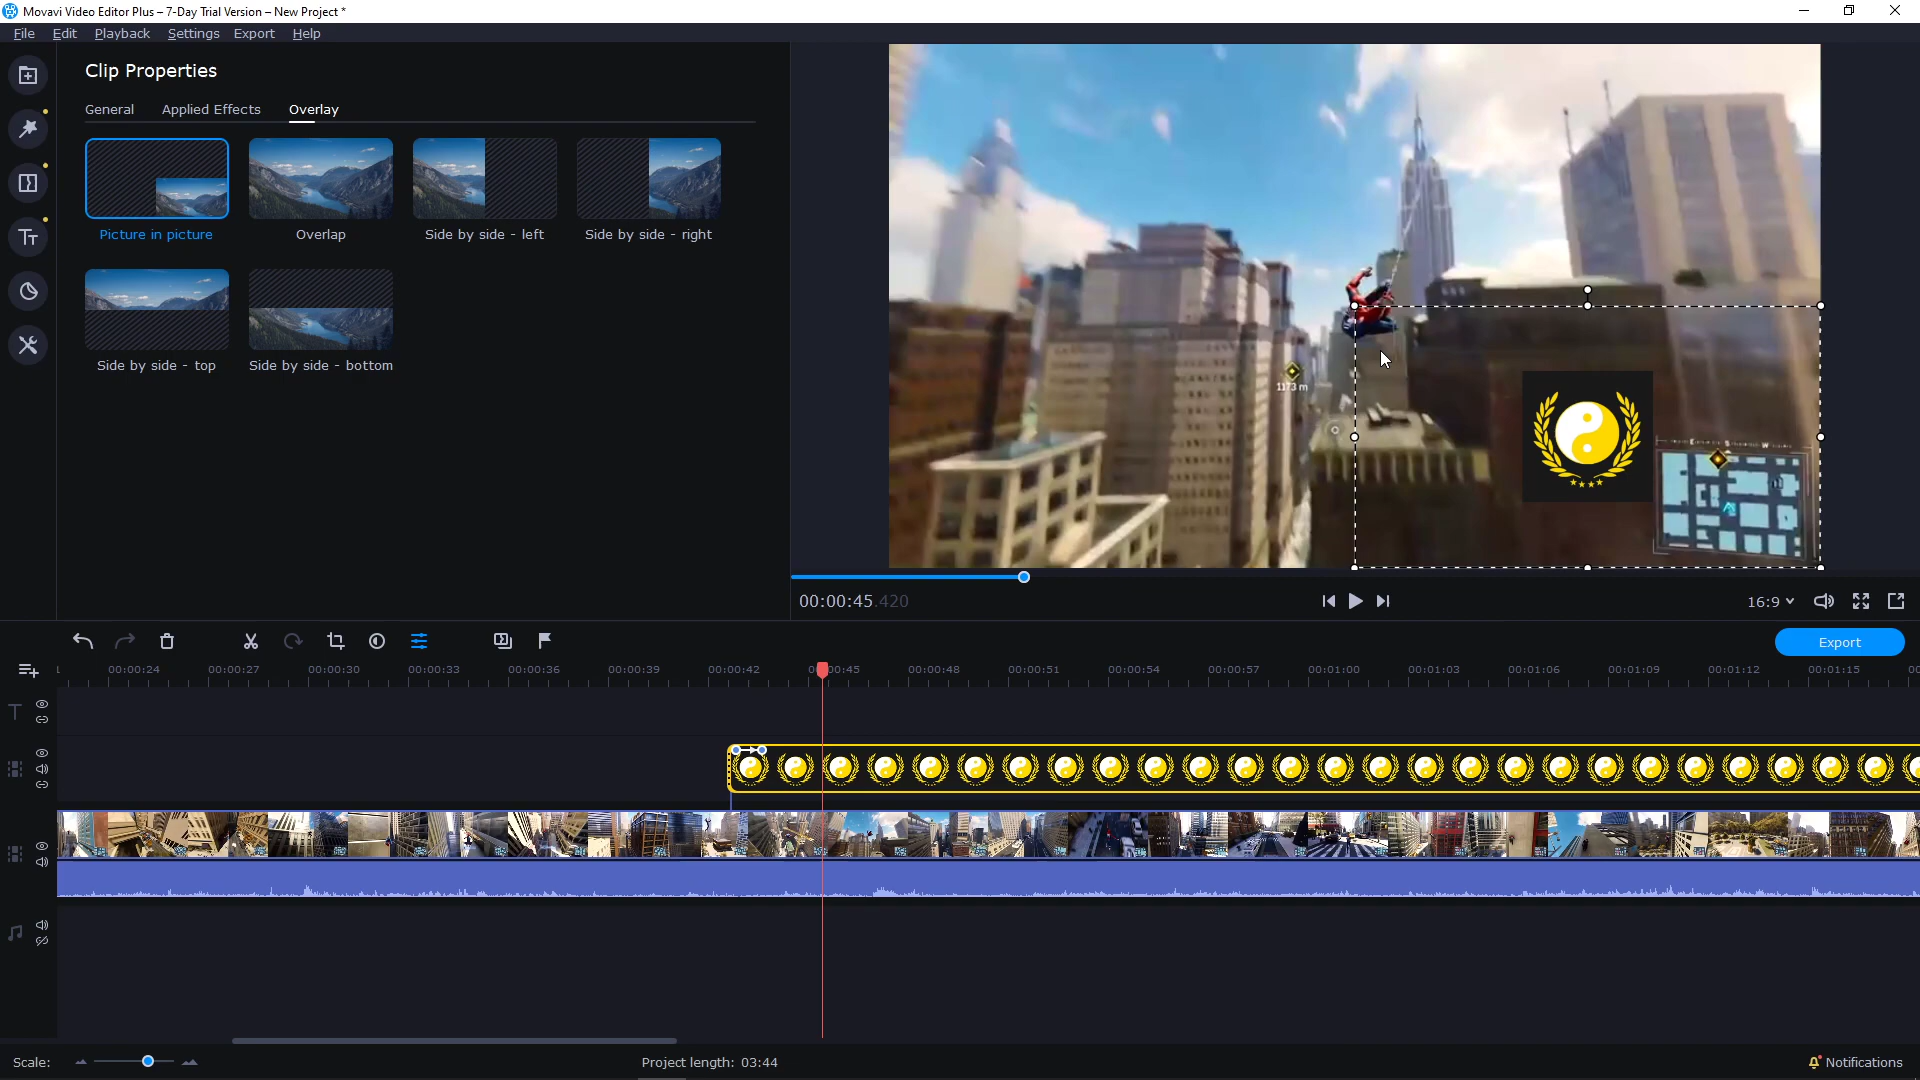 Movavi Video Editor Plus – 7-Day Trial Version – New Project *
File Edit Playback Settings Export Help
Clip Properties
General Applied Effects Overlay
Picture in picture Overlap Side by side - left Side by side - right
Side by side - top Side by side - bottom
1173 m
00:00:45.420
16:9
Export
00:00:24 00:00:27 00:00:30 00:00:33 00:00:36 00:00:39 00:00:42 00:00:45 00:00:48 00:00:51 00:00:54 00:00:57 00:01:00 00:01:03 00:01:06 00:01:09 00:01:12 00:01:15
Scale: Project length: 03:44 Notifications